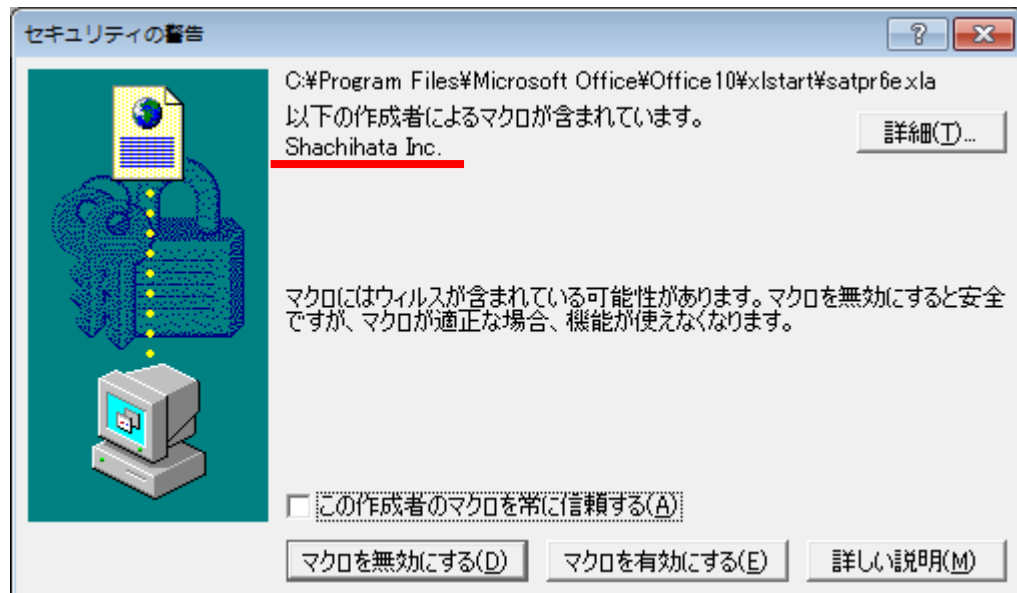 セキュリティの警告
C:¥Program Files¥Microsoft Office¥Office10¥xlstart¥satpr6e.xla
以下の作成者によるマクロが含まれています。
詳細(T)...
Shachihata Inc.
マクロにはウィルスが含まれている可能性があります。マクロを無効にすると安全
ですが、マクロが適正な場合、機能が使えなくなります。
この作成者のマクロを常に信頼する(A)
マクロを無効にする(D)
マクロを有効にする(E)
詳しい説明(M)